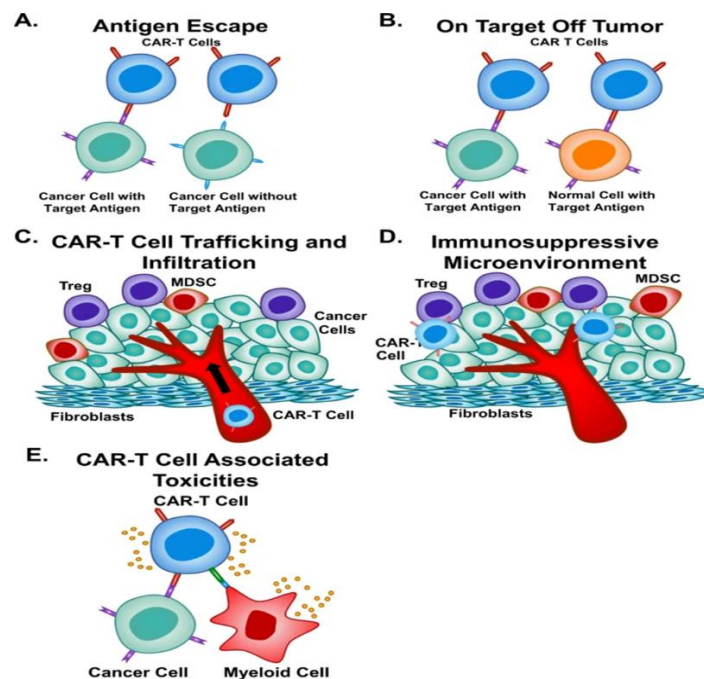 A.
Antigen Escape
CAR-T Cells
Cancer Cell with
Target Antigen
Cancer Cell without
Target Antigen
B.
On Target Off Tumor
CAR T Cells
Cancer Cell with
Target Antigen
Normal Cell with
Target Antigen
C.
CAR-T Cell Trafficking and
Infiltration
Treg
MDSC
Cancer
Cells
Fibroblasts
CAR-T Cell
D.
Immunosuppressive
Microenvironment
Treg
MDSC
CAR-T
Cell
Fibroblasts
E.
CAR-T Cell Associated
Toxicities
CAR-T Cell
Cancer Cell
Myeloid Cell